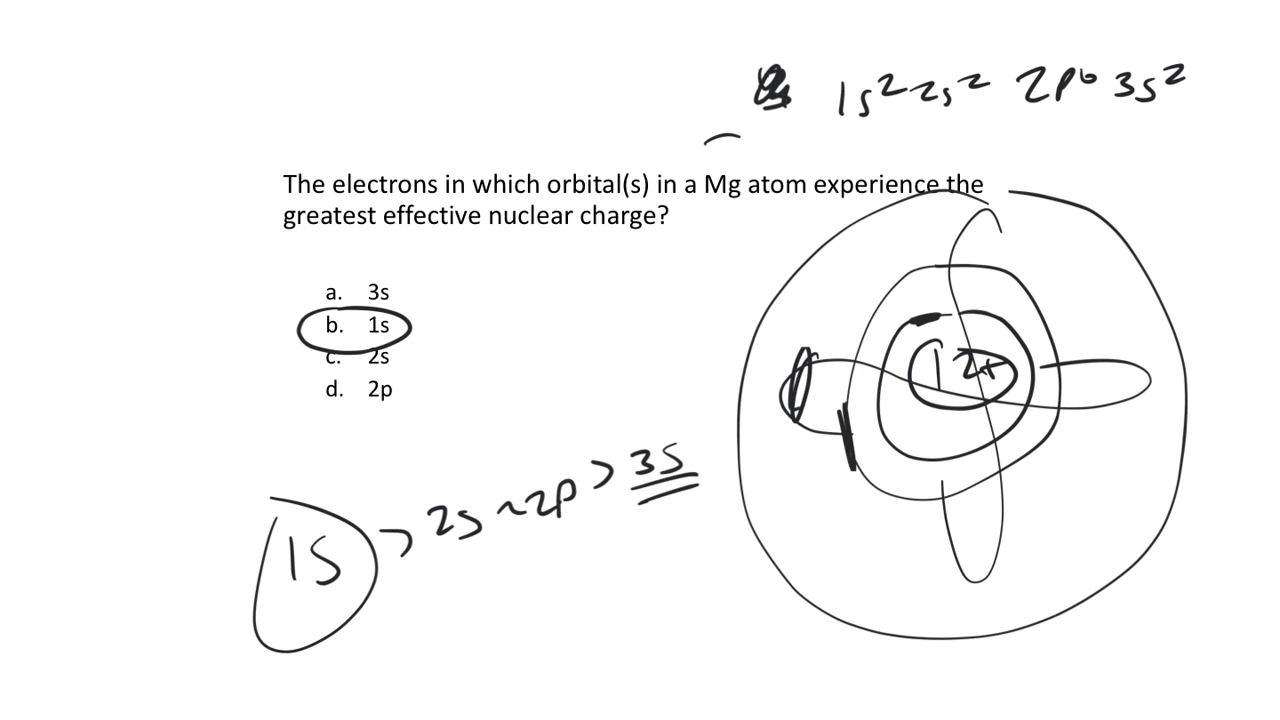 1s² 2s² 2p⁶ 3s²
The electrons in which orbital(s) in a Mg atom experience the
greatest effective nuclear charge?
a. 3s
b. 1s
c. 2s
d. 2p
12+
1S > 2s ~ 2p > 3s